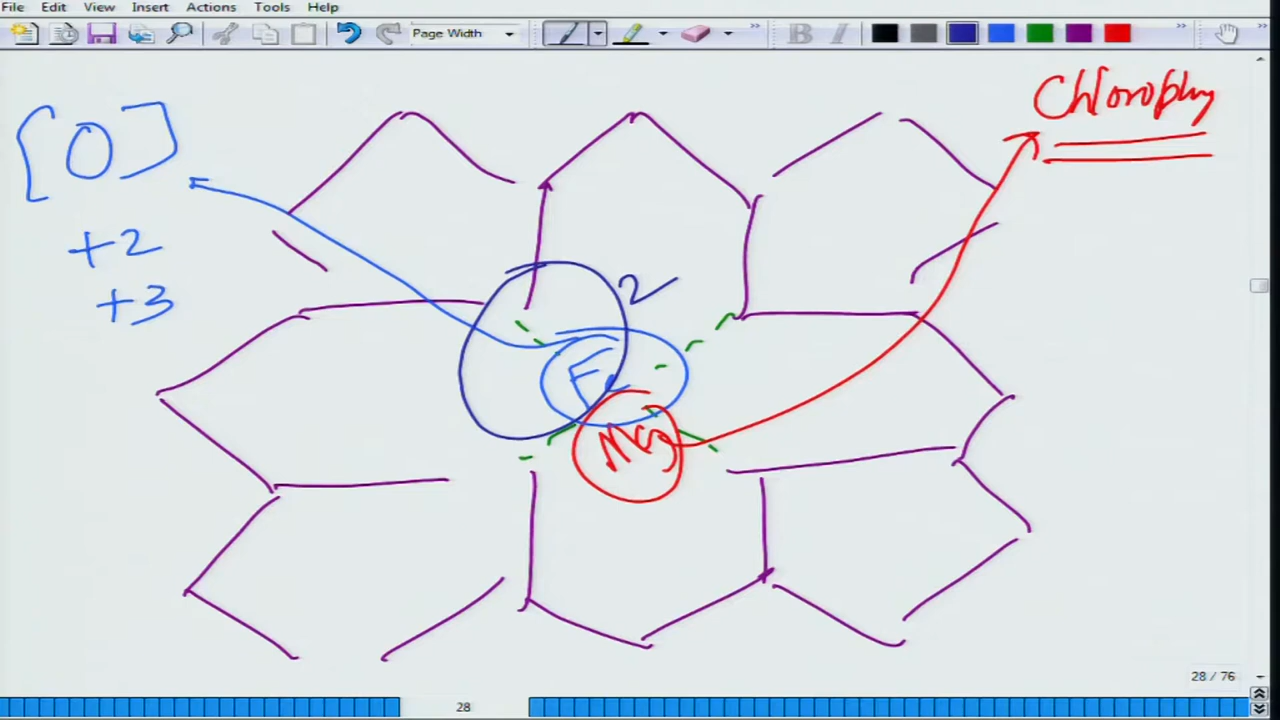 File Edit View Insert Actions Tools Help
Page Width
[O]
+2
+3
Chlorophy
2
Fe
Mg
28 / 76
28